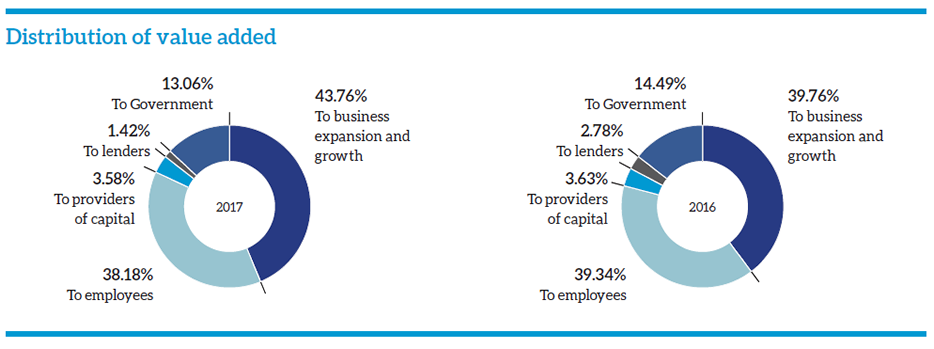 Distribution of value added
13.06%
To Government
43.76%
To business
expansion and
growth
1.42%
To lenders
3.58%
To providers
of capital
2017
38.18%
To employees
14.49%
To Government
39.76%
To business
expansion and
growth
2.78%
To lenders
3.63%
To providers
of capital
2016
39.34%
To employees